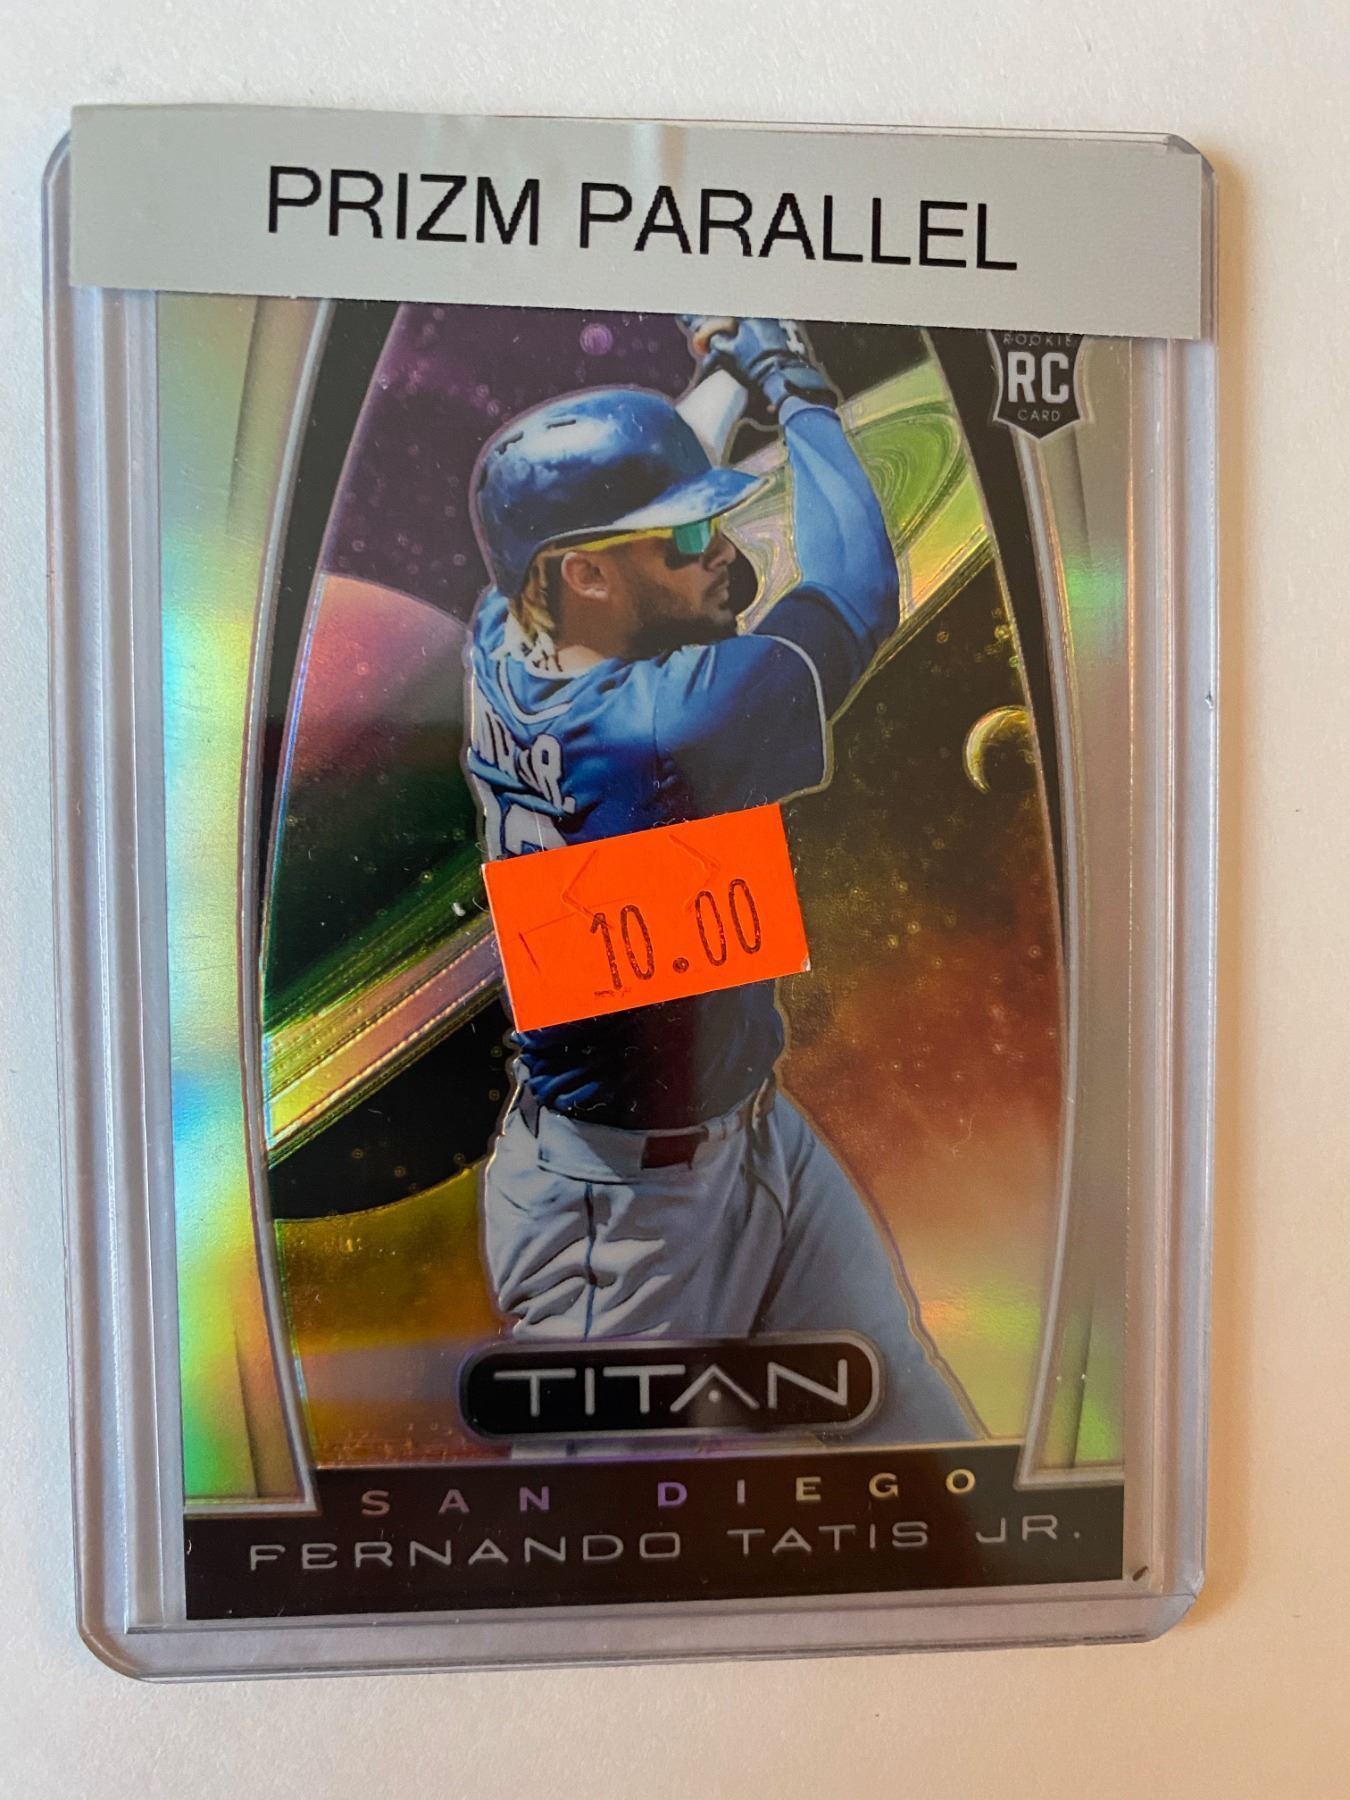 PRIZM PARALLEL
ROOKIE
RC
CARD
10.00
TITAN
SAN DIEGO
FERNANDO TATIS JR.